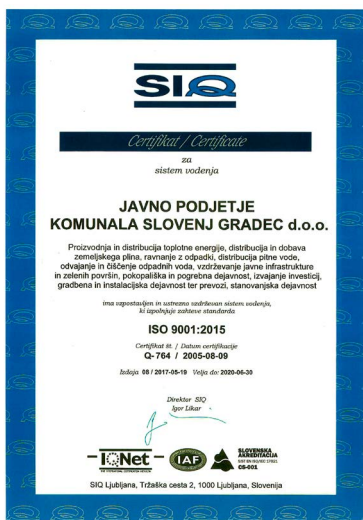 SIQ
Certifikat / Certificate
za
sistem vodenja
JAVNO PODJETJE
KOMUNALA SLOVENJ GRADEC d.o.o.
Proizvodnja in distribucija toplotne energije, distribucija in dobava
zemeljskega plina, ravnanje z odpadki, distribucija pitne vode,
odvajanje in čiščenje odpadnih voda, vzdrževanje javne infrastrukture
in zelenih površin, pokopališka in pogrebna dejavnost, izvajanje investicij,
gradbena in instalacijska dejavnost ter prevozi, stanovanjska dejavnost
ima vzpostavljen in ustrezno vzdrževan sistem vodenja,
ki izpolnjuje zahteve standarda
ISO 9001:2015
Certifikat št. / Datum certifikacije
Q-764 / 2005-08-09
Izdaja 08 / 2017-05-19 Velja do: 2020-06-30
Direktor SIQ
Igor Likar
IQNet
IAF
SLOVENSKA
AKREDITACIJA
CS-001
SIQ Ljubljana, Tržaška cesta 2, 1000 Ljubljana, Slovenija